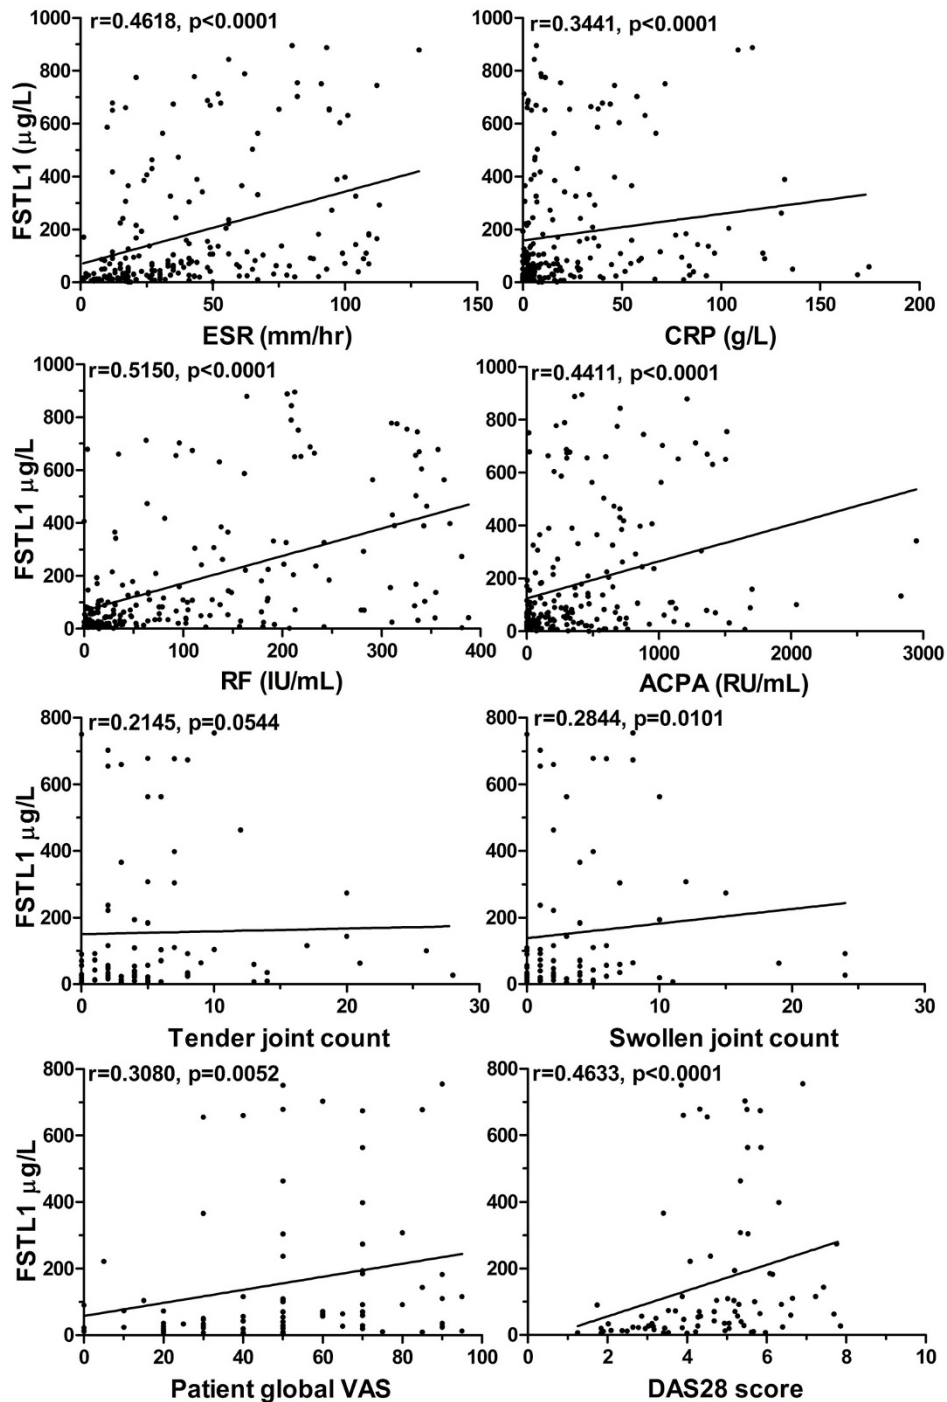 r=0.4618, p<0.0001
FSTL1 (μg/L)
1000
800
600
400
200
0
0 50 100 150
ESR (mm/hr)
r=0.3441, p<0.0001
1000
800
600
400
200
0
0 50 100 150 200
CRP (g/L)
r=0.5150, p<0.0001
FSTL1 μg/L
1000
800
600
400
200
0
0 100 200 300 400
RF (IU/mL)
r=0.4411, p<0.0001
1000
800
600
400
200
0
0 1000 2000 3000
ACPA (RU/mL)
r=0.2145, p=0.0544
FSTL1 μg/L
800
600
400
200
0
0 10 20 30
Tender joint count
r=0.2844, p=0.0101
800
600
400
200
0
0 10 20 30
Swollen joint count
r=0.3080, p=0.0052
FSTL1 μg/L
800
600
400
200
0
0 20 40 60 80 100
Patient global VAS
r=0.4633, p<0.0001
800
600
400
200
0
0 2 4 6 8 10
DAS28 score